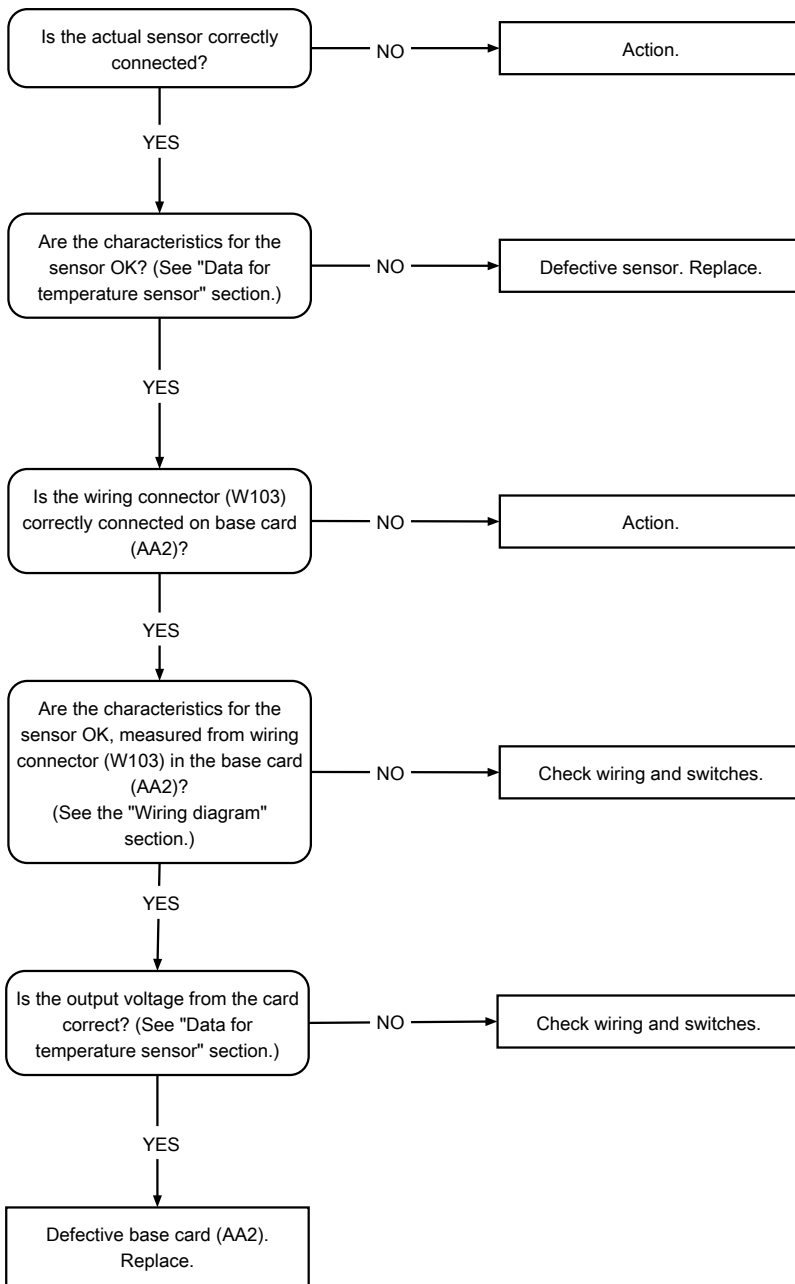 Is the actual sensor correctly
connected?
NO
Action.
YES
Are the characteristics for the
sensor OK? (See "Data for
temperature sensor" section.)
NO
Defective sensor. Replace.
YES
Is the wiring connector (W103)
correctly connected on base card
(AA2)?
NO
Action.
YES
Are the characteristics for the
sensor OK, measured from wiring
connector (W103) in the base card
(AA2)?
(See the "Wiring diagram"
section.)
NO
Check wiring and switches.
YES
Is the output voltage from the card
correct? (See "Data for
temperature sensor" section.)
NO
Check wiring and switches.
YES
Defective base card (AA2).
Replace.